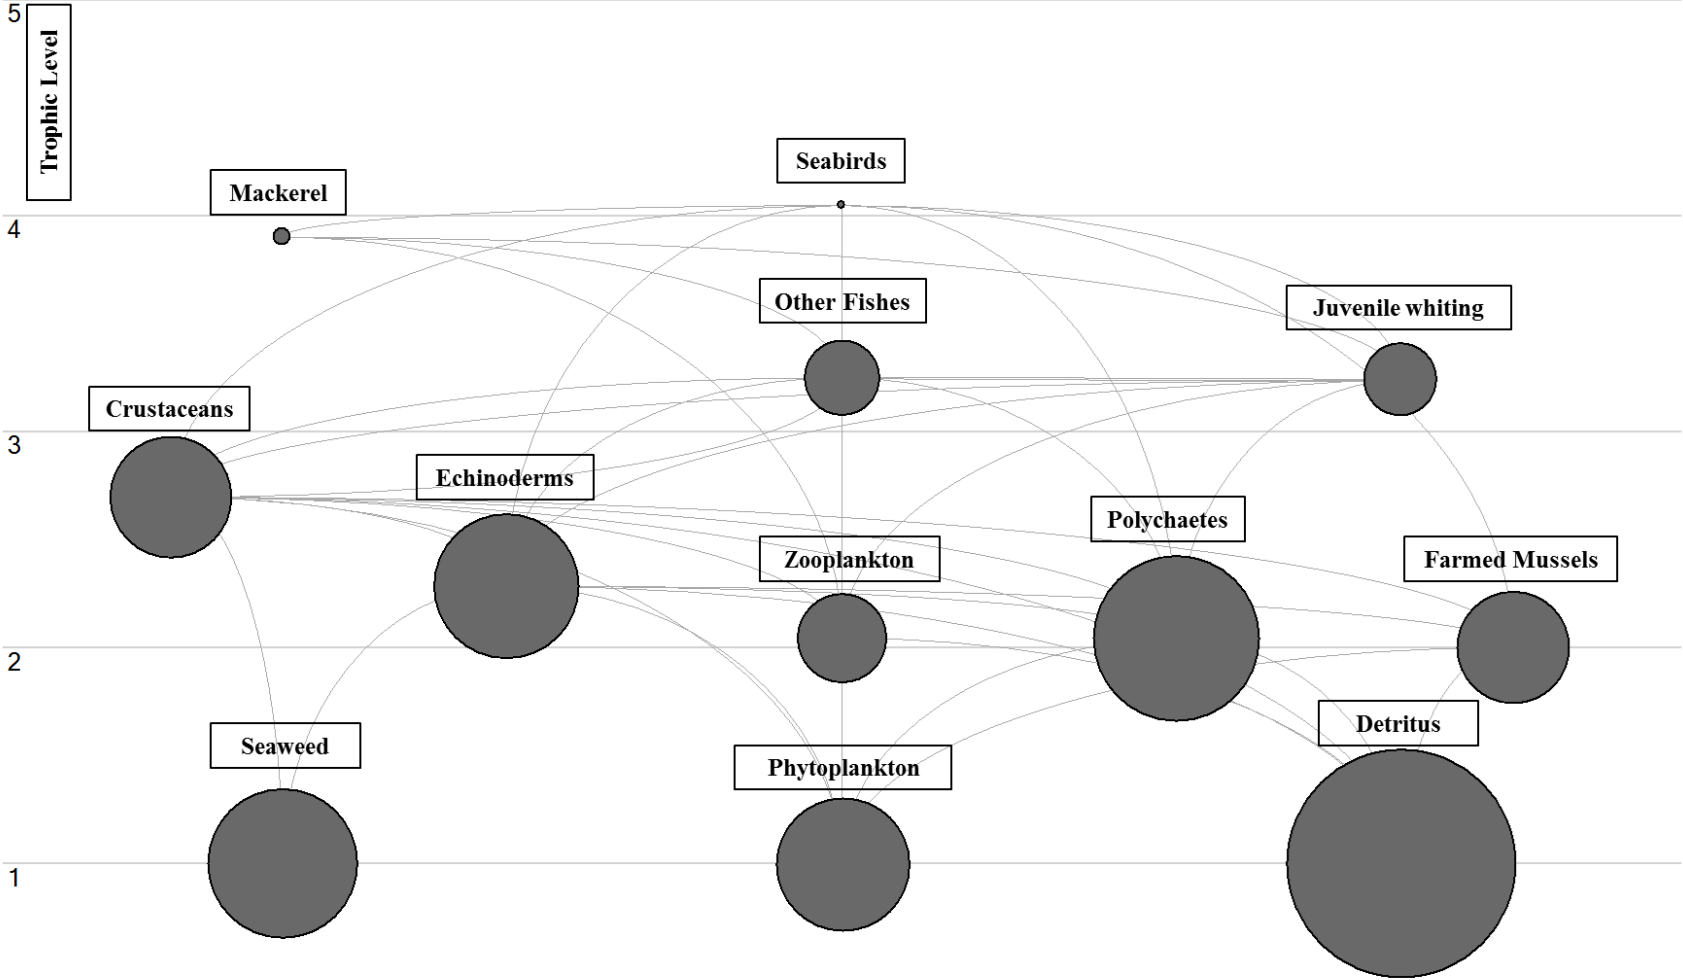 5
Trophic Level
Seabirds
Mackerel
4
Other Fishes
Juvenile whiting
Crustaceans
3
Echinoderms
Polychaetes
Zooplankton
Farmed Mussels
2
Detritus
Seaweed
Phytoplankton
1